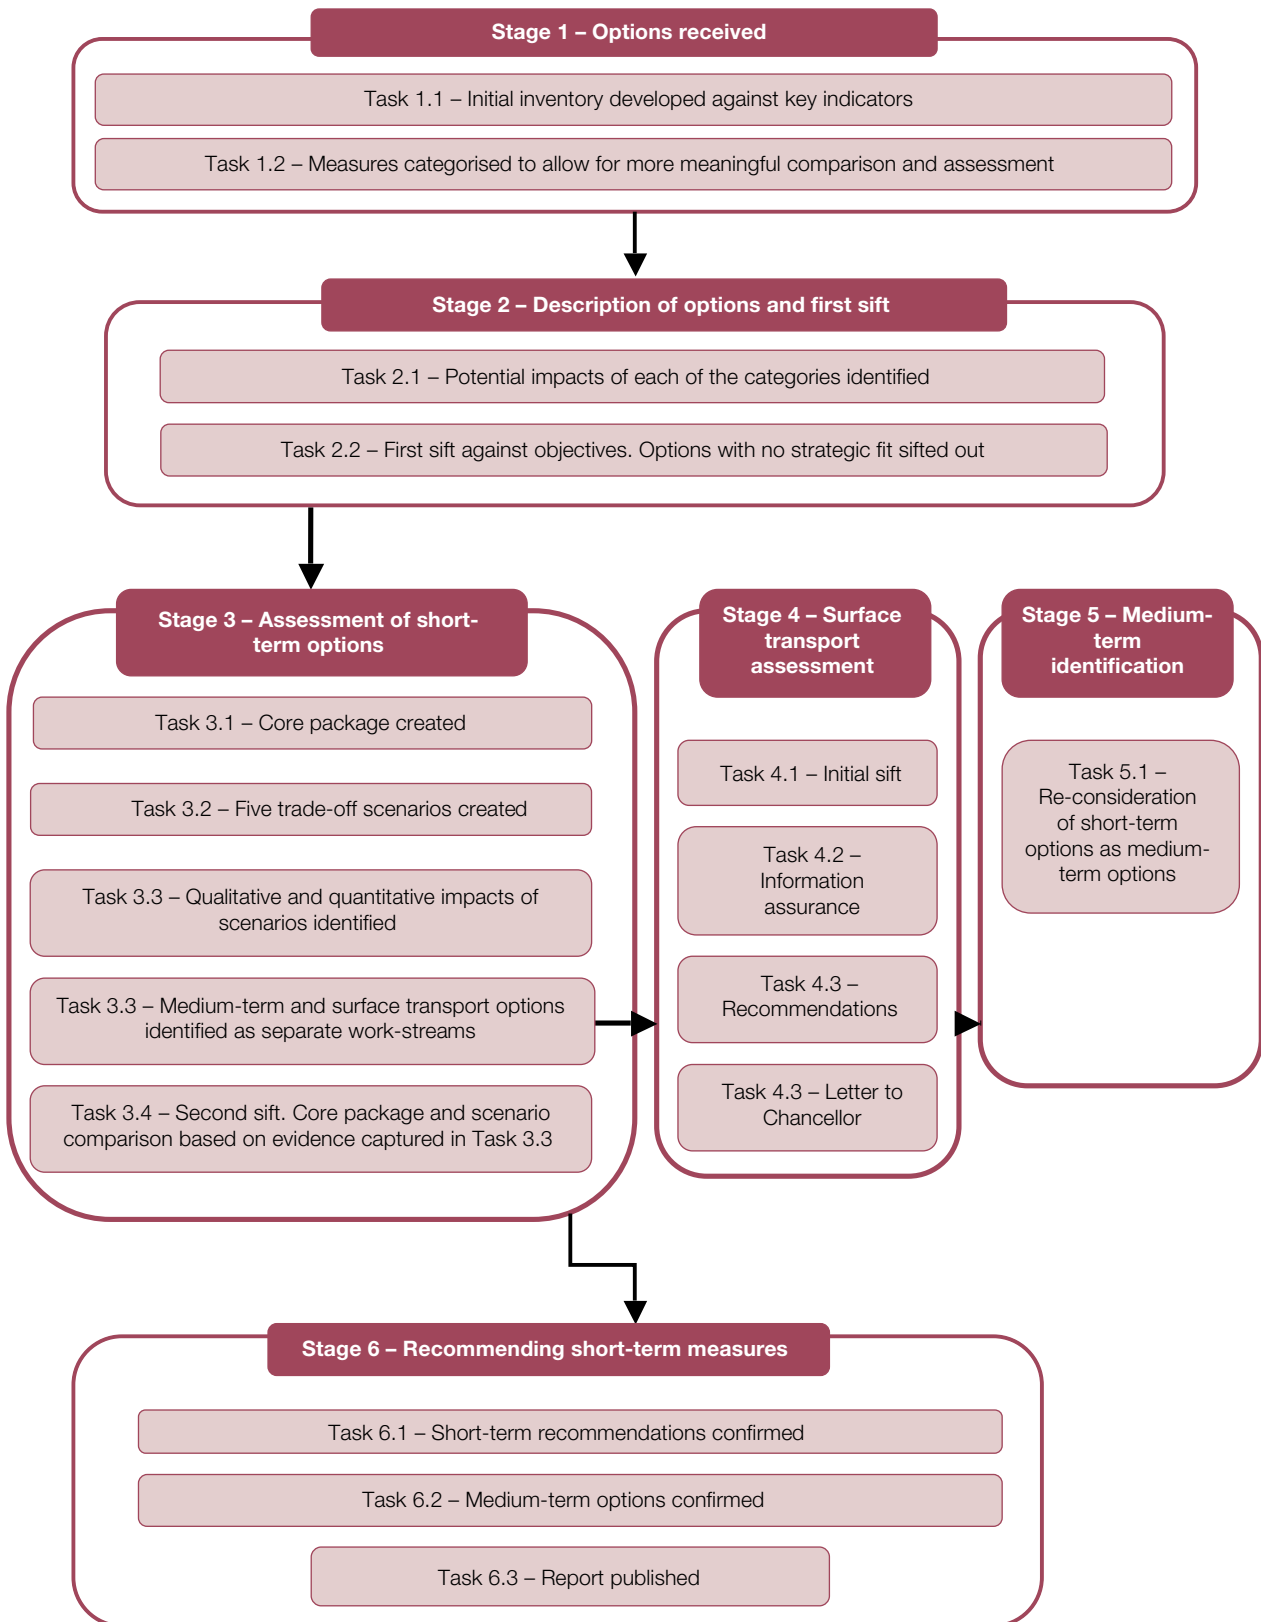 Stage 1 – Options received
Task 1.1 – Initial inventory developed against key indicators
Task 1.2 – Measures categorised to allow for more meaningful comparison and assessment
Stage 2 – Description of options and first sift
Task 2.1 – Potential impacts of each of the categories identified
Task 2.2 – First sift against objectives. Options with no strategic fit sifted out
Stage 3 – Assessment of short-
term options
Task 3.1 – Core package created
Task 3.2 – Five trade-off scenarios created
Task 3.3 – Qualitative and quantitative impacts of
scenarios identified
Task 3.3 – Medium-term and surface transport options
identified as separate work-streams
Task 3.4 – Second sift. Core package and scenario
comparison based on evidence captured in Task 3.3
Stage 4 – Surface
transport
assessment
Task 4.1 – Initial sift
Task 4.2 –
Information
assurance
Task 4.3 –
Recommendations
Task 4.3 – Letter to
Chancellor
Stage 5 – Medium-
term
identification
Task 5.1 –
Re-consideration
of short-term
options as medium-
term options
Stage 6 – Recommending short-term measures
Task 6.1 – Short-term recommendations confirmed
Task 6.2 – Medium-term options confirmed
Task 6.3 – Report published